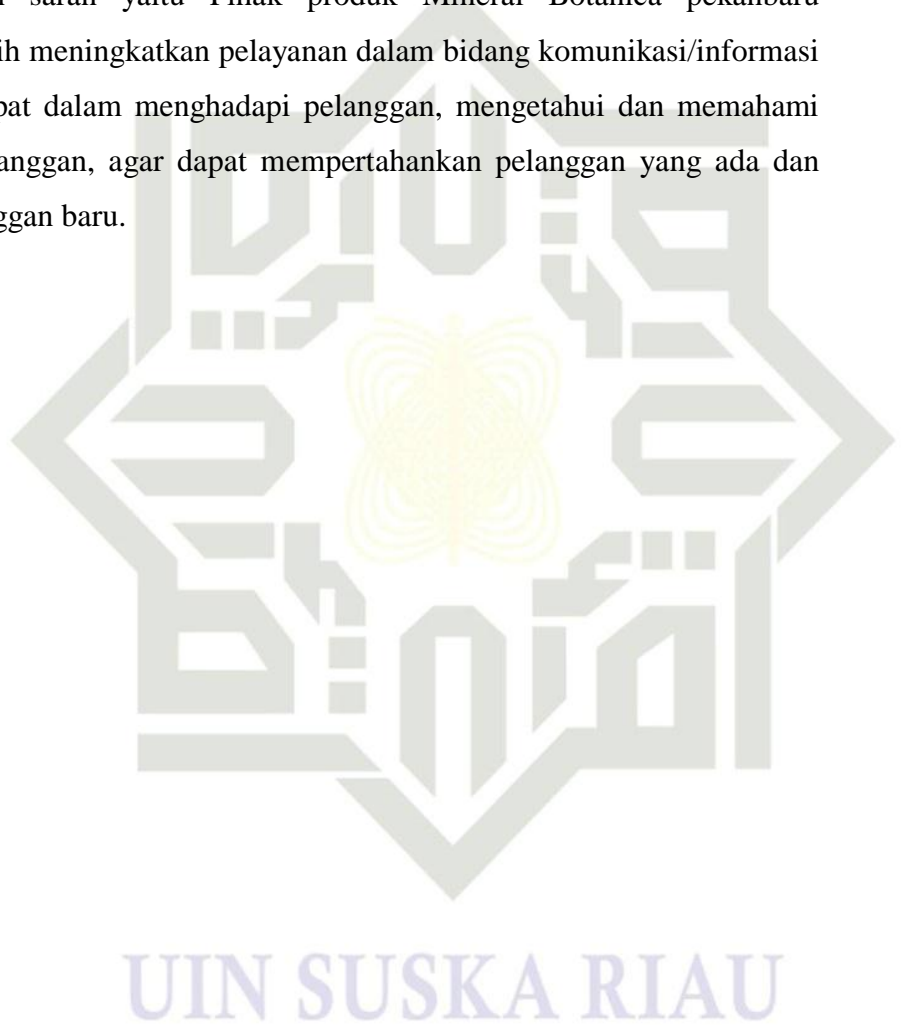 saran yaitu Pihak produk Mineral Botanica pekanbaru
ih meningkatkan pelayanan dalam bidang komunikasi/informasi
pat dalam menghadapi pelanggan, mengetahui dan memahami
anggan, agar dapat mempertahankan pelanggan yang ada dan
ggan baru.
UIN SUSKA RIAU